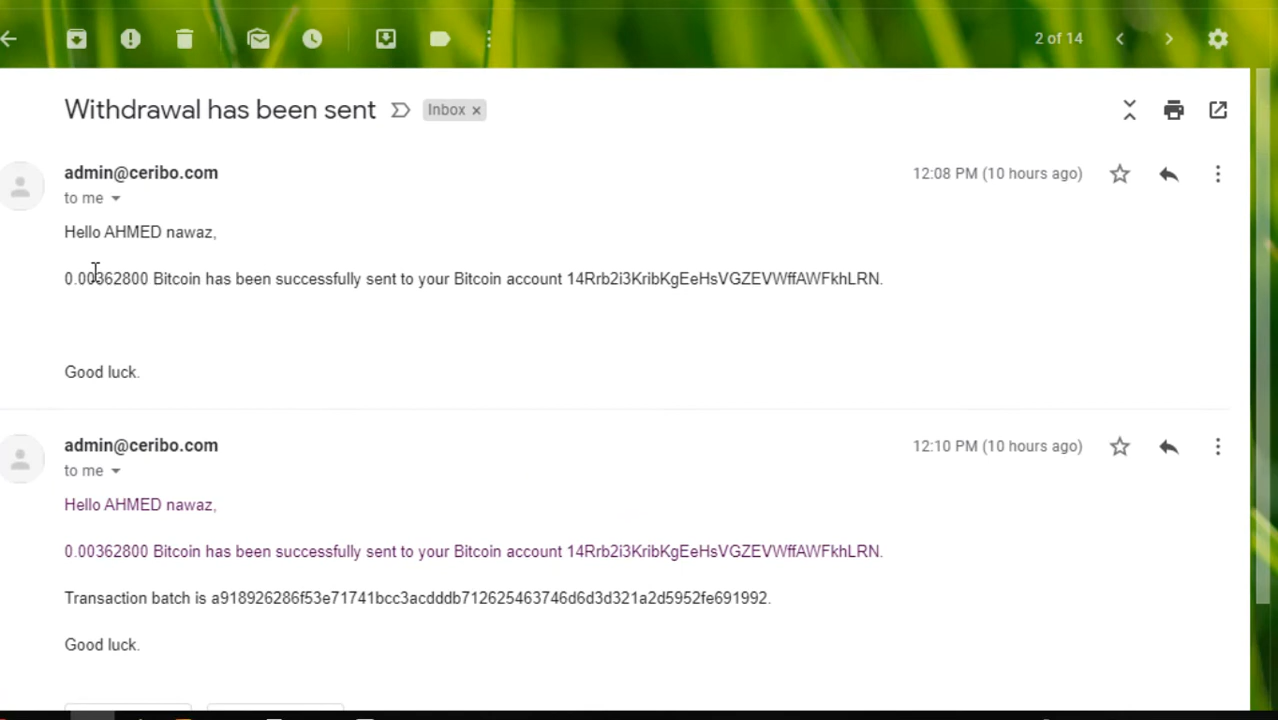 2 of 14
Withdrawal has been sent
Inbox ×
admin@ceribo.com
12:08 PM (10 hours ago)
to me
Hello AHMED nawaz,
0.00362800 Bitcoin has been successfully sent to your Bitcoin account 14Rrb2i3KribKgEeHsVGZEVWffAWFkhLRN.
Good luck.
admin@ceribo.com
12:10 PM (10 hours ago)
to me
Hello AHMED nawaz,
0.00362800 Bitcoin has been successfully sent to your Bitcoin account 14Rrb2i3KribKgEeHsVGZEVWffAWFkhLRN.
Transaction batch is a918926286f53e71741bcc3acdddb712625463746d6d3d321a2d5952fe691992.
Good luck.